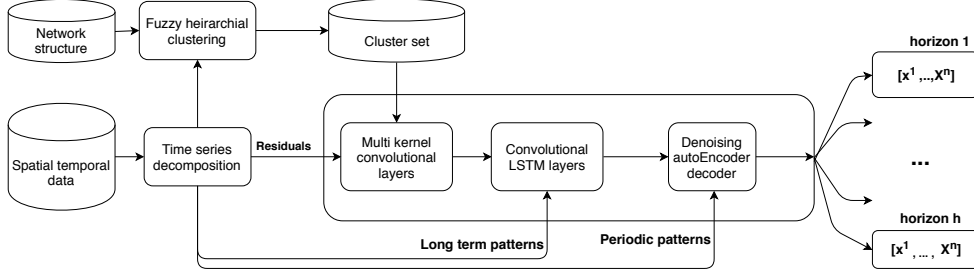 Network
structure
Fuzzy heirarchial
clustering
Cluster set
horizon 1
[x¹ ,..,Xⁿ]
Spatial temporal
data
Time series
decomposition
Residuals
Multi kernel
convolutional
layers
Convolutional
LSTM layers
Denoising
autoEncoder
decoder
...
Long term patterns
Periodic patterns
horizon h
[x¹ , ... , Xⁿ]